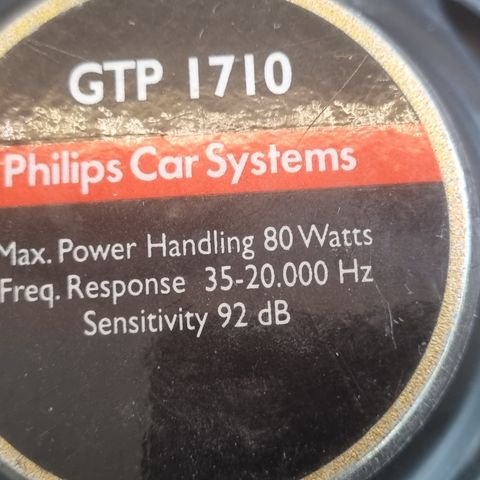 GTP 1710
Philips Car Systems
Max. Power Handling 80 Watts
Freq. Response 35-20.000 Hz
Sensitivity 92 dB